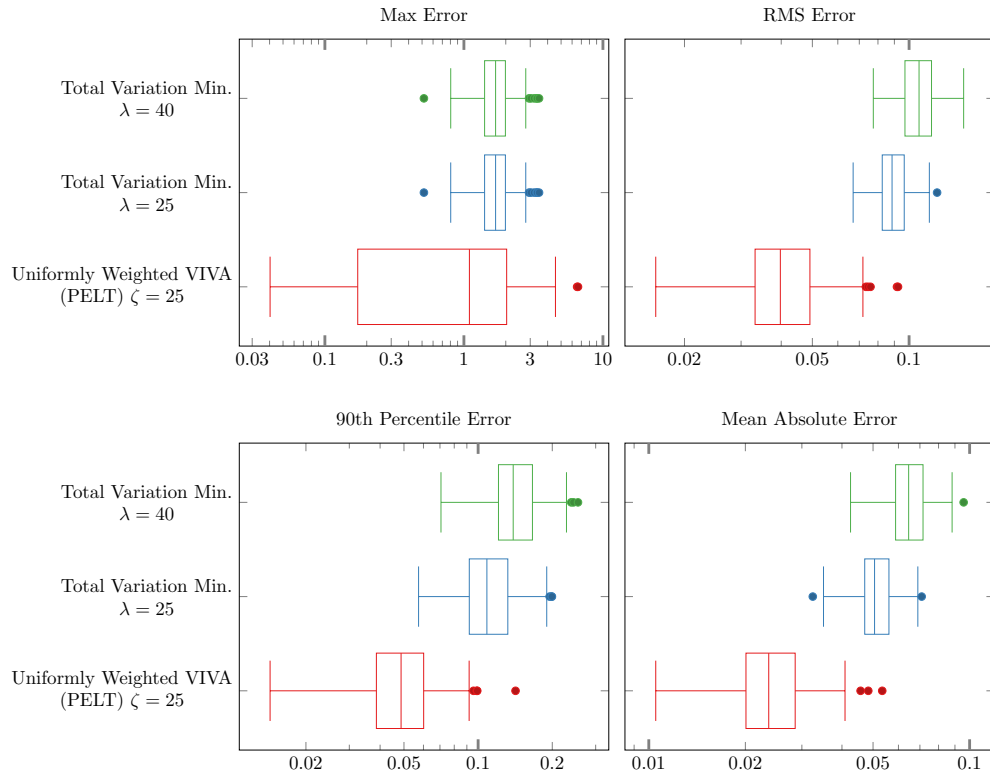 Max Error
RMS Error
Total Variation Min.
λ = 40
Total Variation Min.
λ = 25
Uniformly Weighted VIVA
(PELT) ζ = 25
0.03 0.1 0.3 1 3 10
0.02 0.05 0.1
90th Percentile Error
Mean Absolute Error
Total Variation Min.
λ = 40
Total Variation Min.
λ = 25
Uniformly Weighted VIVA
(PELT) ζ = 25
0.02 0.05 0.1 0.2
0.01 0.02 0.05 0.1